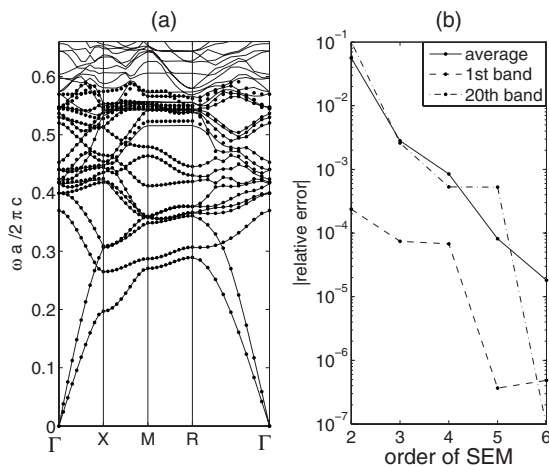 (a)
ω a/2 π c
0.6
0.5
0.4
0.3
0.2
0.1
0
Γ X M R Γ
(b)
|relative error|
10⁻¹
10⁻²
10⁻³
10⁻⁴
10⁻⁵
10⁻⁶
10⁻⁷
average
1st band
20th band
2 3 4 5 6
order of SEM